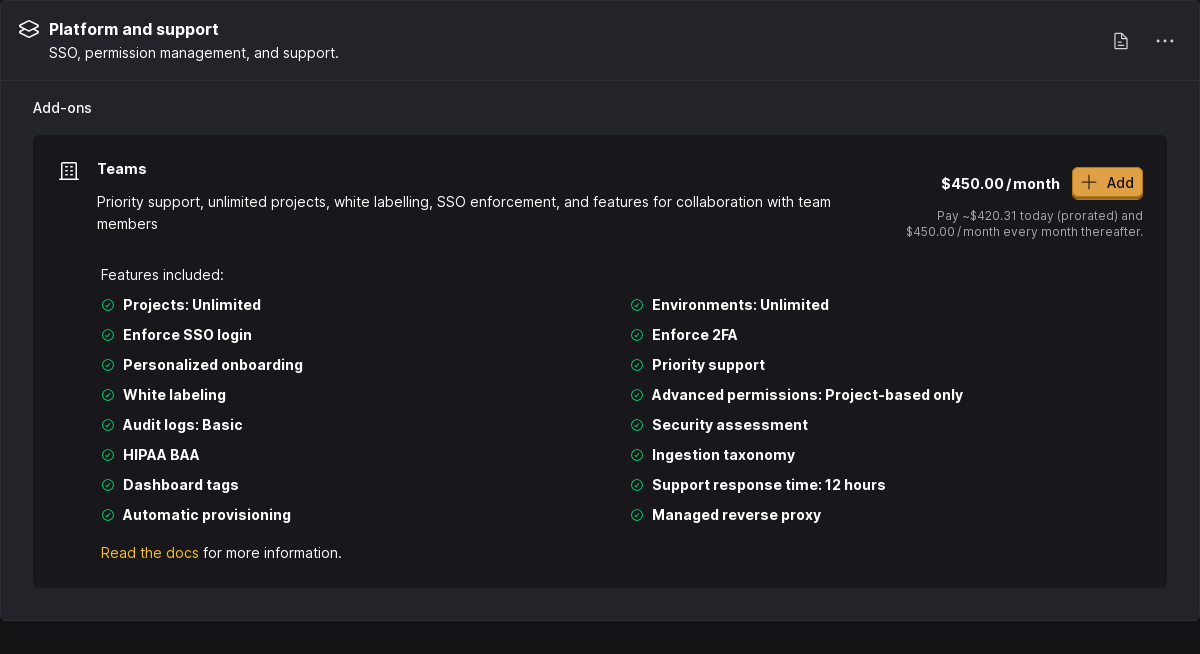 Platform and support
SSO, permission management, and support.
Add-ons
Teams
Priority support, unlimited projects, white labelling, SSO enforcement, and features for collaboration with team
members
$450.00/month
Add
Pay ~$420.31 today (prorated) and
$450.00/month every month thereafter.
Features included:
Projects: Unlimited
Environments: Unlimited
Enforce SSO login
Enforce 2FA
Personalized onboarding
Priority support
White labeling
Advanced permissions: Project-based only
Audit logs: Basic
Security assessment
HIPAA BAA
Ingestion taxonomy
Dashboard tags
Support response time: 12 hours
Automatic provisioning
Managed reverse proxy
Read the docs for more information.